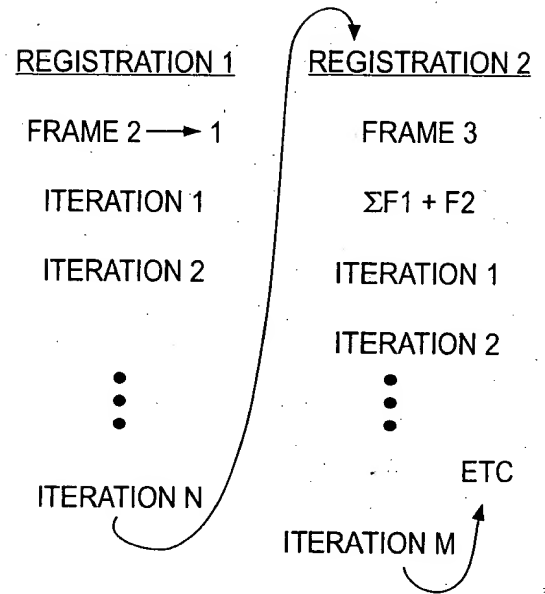 REGISTRATION 1
FRAME 2 → 1
ITERATION 1
ITERATION 2
ITERATION N
REGISTRATION 2
FRAME 3
ΣF1 + F2
ITERATION 1
ITERATION 2
ETC
ITERATION M